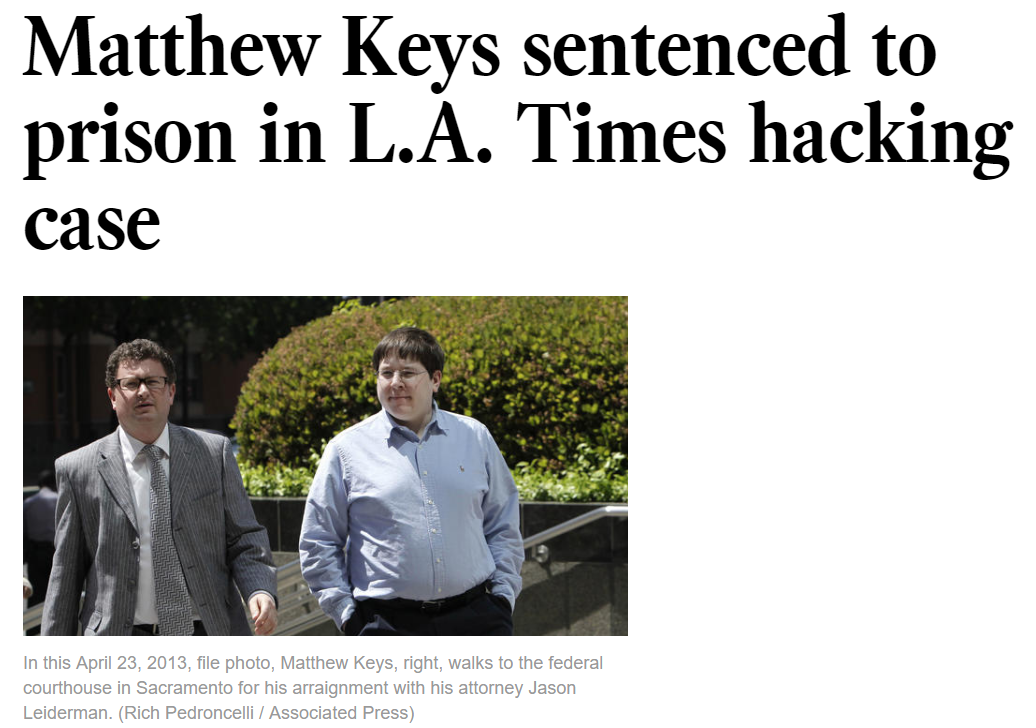 Matthew Keys sentenced to
prison in L.A. Times hacking
case
In this April 23, 2013, file photo, Matthew Keys, right, walks to the federal
courthouse in Sacramento for his arraignment with his attorney Jason
Leiderman. (Rich Pedroncelli / Associated Press)